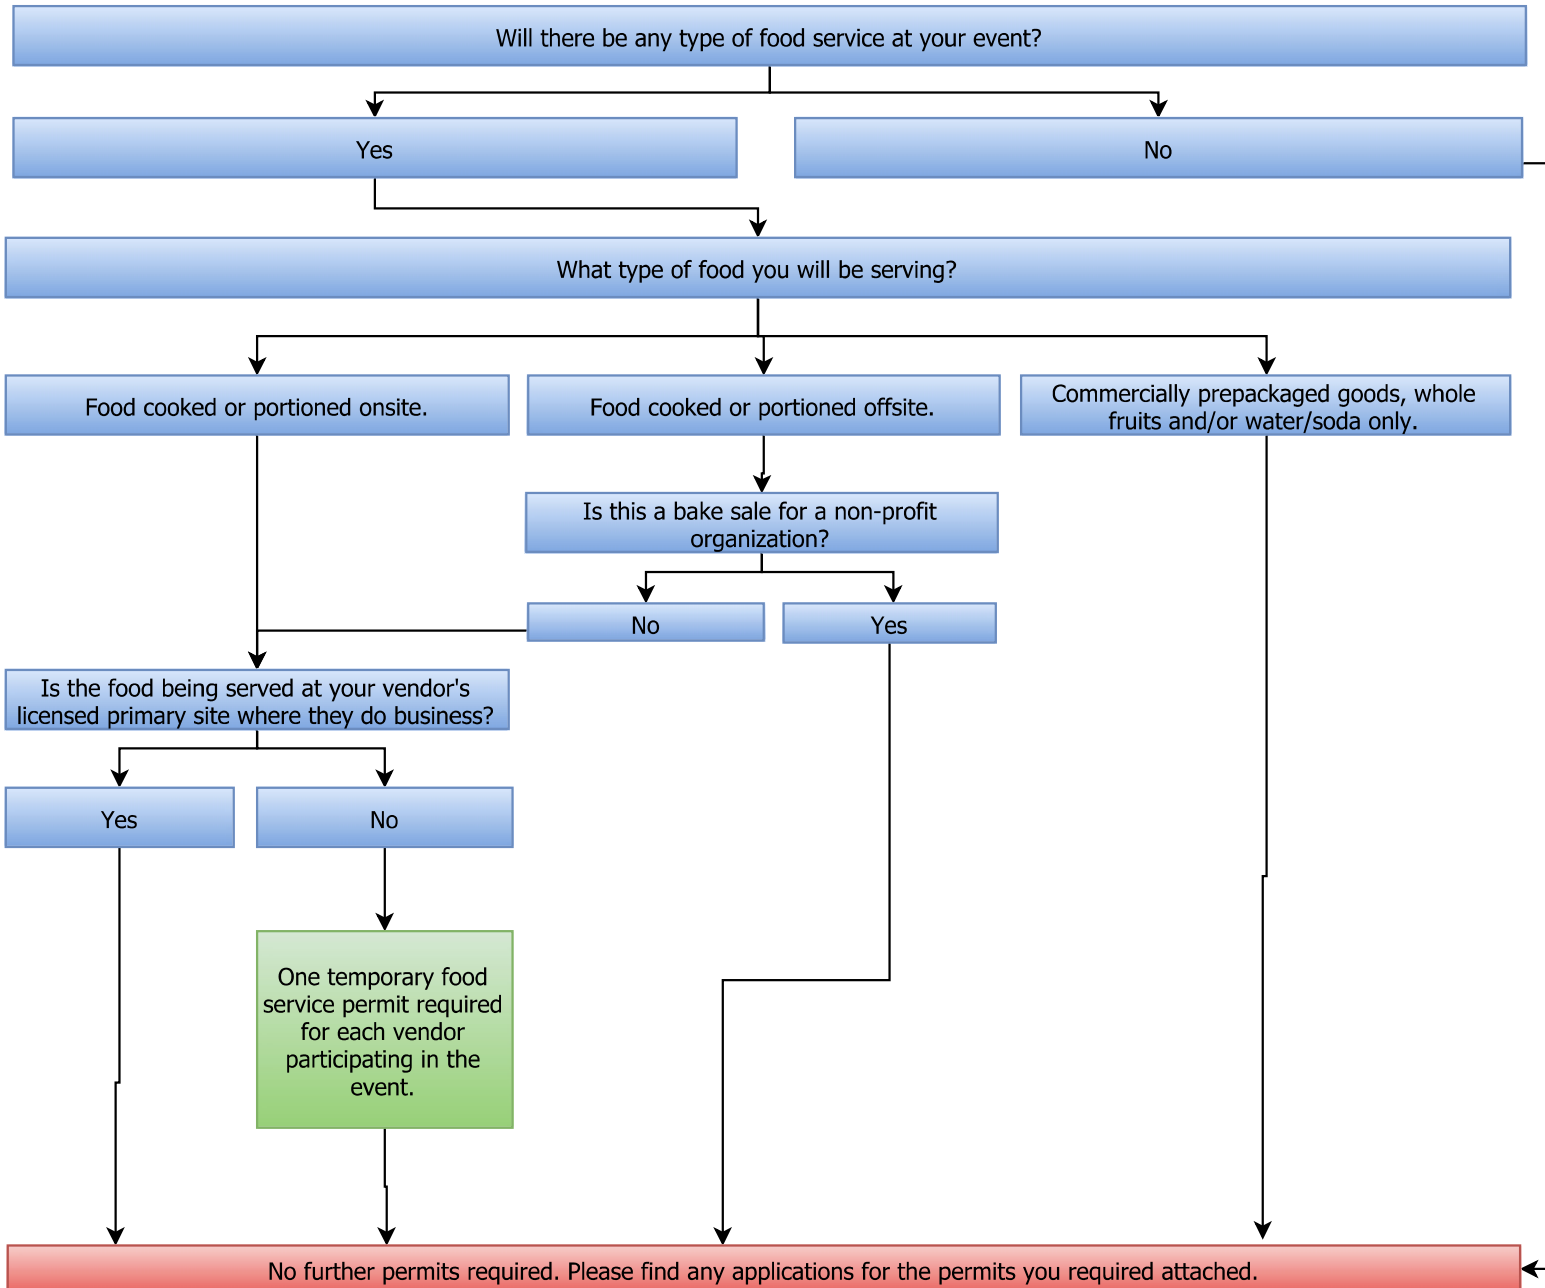 Will there be any type of food service at your event?
Yes
No
What type of food you will be serving?
Food cooked or portioned onsite.
Food cooked or portioned offsite.
Commercially prepackaged goods, whole
fruits and/or water/soda only.
Is this a bake sale for a non-profit
organization?
No
Yes
Is the food being served at your vendor's
licensed primary site where they do business?
Yes
No
One temporary food
service permit required
for each vendor
participating in the
event.
No further permits required. Please find any applications for the permits you required attached.